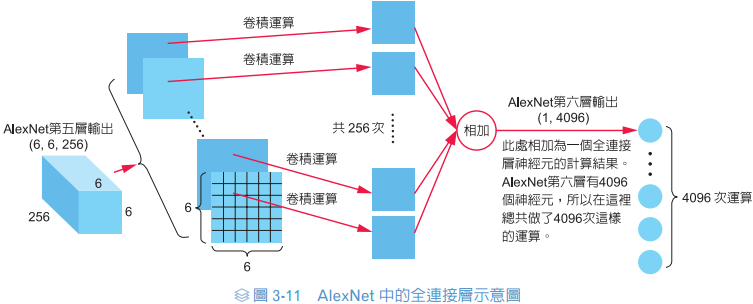 卷積運算
卷積運算
AlexNet第五層輸出
(6, 6, 256)
6
6
256
共 256 次
卷積運算
卷積運算
6
6
相加
AlexNet第六層輸出
(1, 4096)
此處相加為一個全連接
層神經元的計算結果。
AlexNet第六層有4096
個神經元，所以在這裡
總共做了4096次這樣
的運算。
4096 次運算
圖 3-11 AlexNet 中的全連接層示意圖